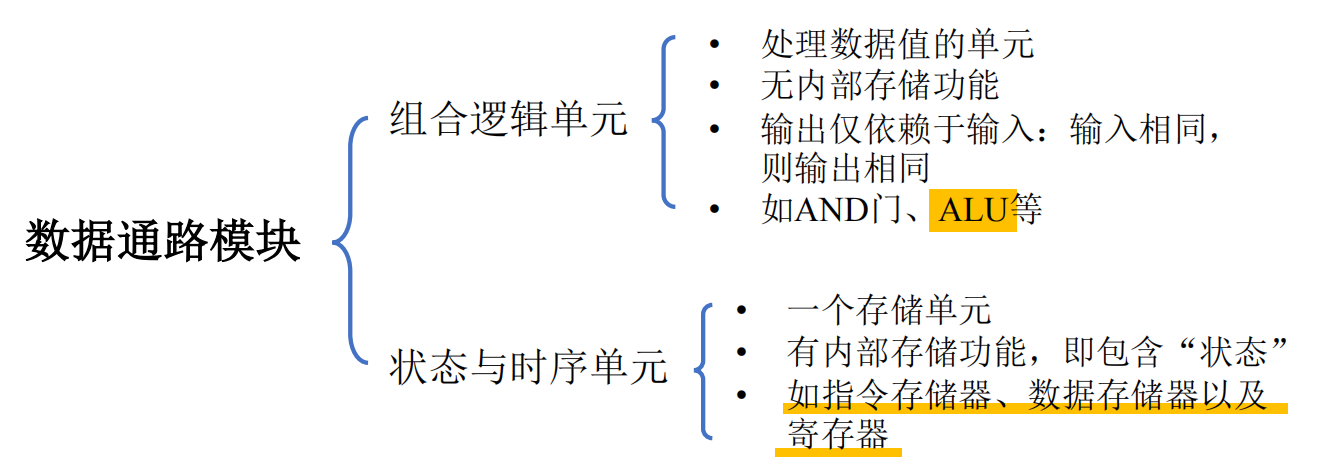 数据通路模块
组合逻辑单元
• 处理数据值的单元
• 无内部存储功能
• 输出仅依赖于输入：输入相同，
则输出相同
• 如AND门、ALU等
状态与时序单元
• 一个存储单元
• 有内部存储功能，即包含“状态”
• 如指令存储器、数据存储器以及
寄存器